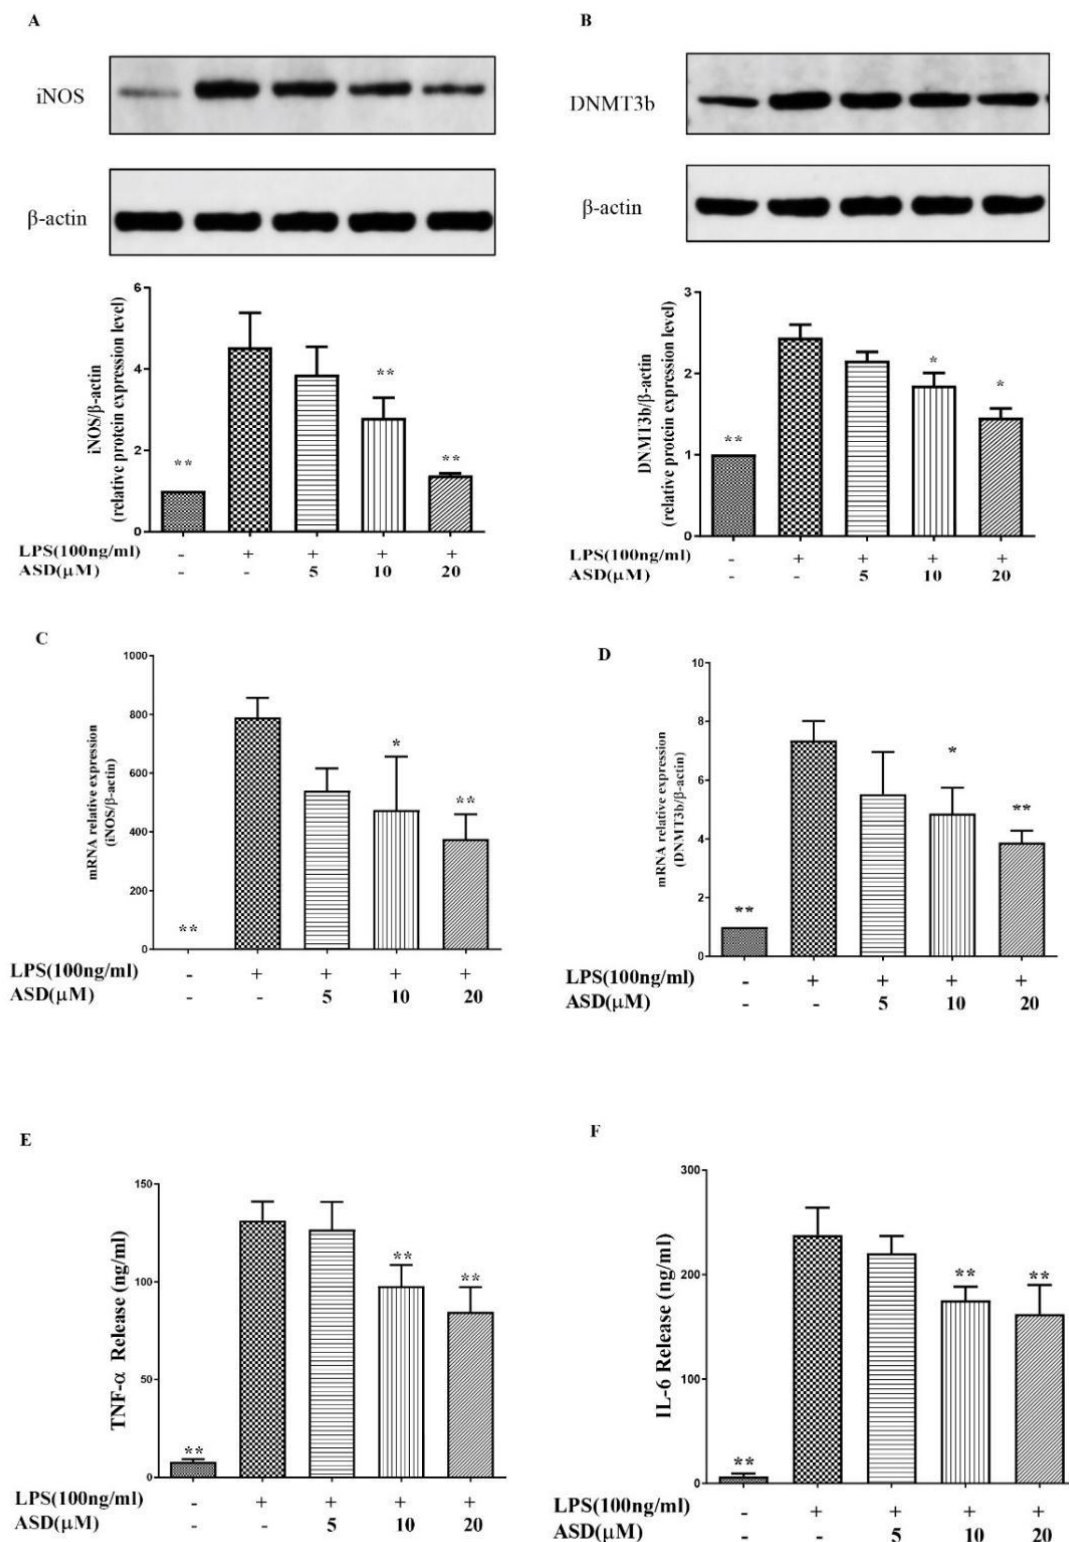 A
iNOS
β-actin
iNOS/β-actin
(relative protein expression level)
6
4
2
0
**
**
**
LPS(100ng/ml) - + + + +
ASD(μM) - - 5 10 20
B
DNMT3b
β-actin
DNMT3b/β-actin
(relative protein expression level)
3
2
1
0
**
*
*
LPS(100ng/ml) - + + + +
ASD(μM) - - 5 10 20
C
mRNA relative expression
(iNOS/β-actin)
1000
800
600
400
200
0
**
*
**
LPS(100ng/ml) - + + + +
ASD(μM) - - 5 10 20
D
mRNA relative expression
(DNMT3b/β-actin)
10
8
6
4
2
0
**
*
**
LPS(100ng/ml) - + + + +
ASD(μM) - - 5 10 20
E
TNF-α Release (ng/ml)
150
100
50
0
**
**
**
LPS(100ng/ml) - + + + +
ASD(μM) - - 5 10 20
F
IL-6 Release (ng/ml)
300
200
100
0
**
**
**
LPS(100ng/ml) - + + + +
ASD(μM) - - 5 10 20